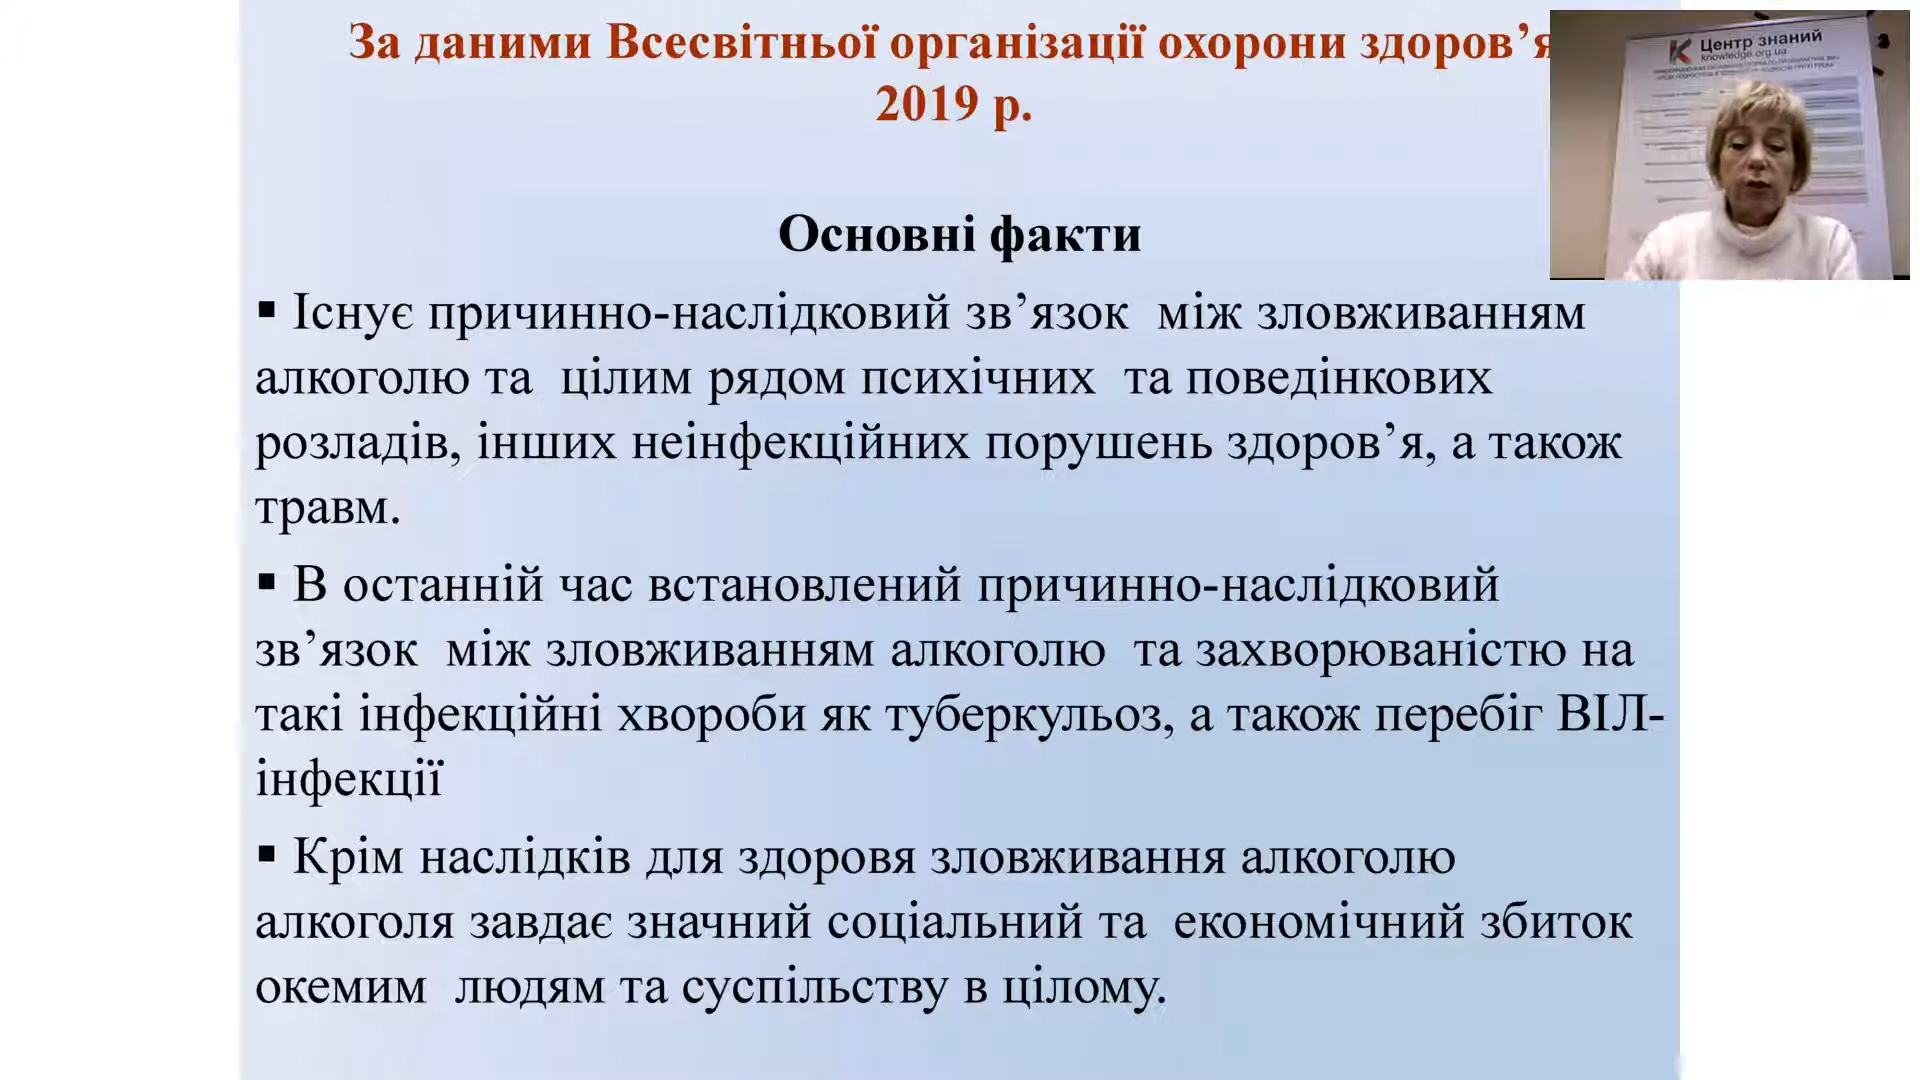 За даними Всесвітньої організації охорони здоров’я
2019 р.
Центр знаний
knowledge.org.ua
Основні факти
▪ Існує причинно-наслідковий зв’язок між зловживанням
алкоголю та цілим рядом психічних та поведінкових
розладів, інших неінфекційних порушень здоров’я, а також
травм.
▪ В останній час встановлений причинно-наслідковий
зв’язок між зловживанням алкоголю та захворюваністю на
такі інфекційні хвороби як туберкульоз, а також перебіг ВІЛ-
інфекції
▪ Крім наслідків для здоровя зловживання алкоголю
алкоголя завдає значний соціальний та економічний збиток
окемим людям та суспільству в цілому.